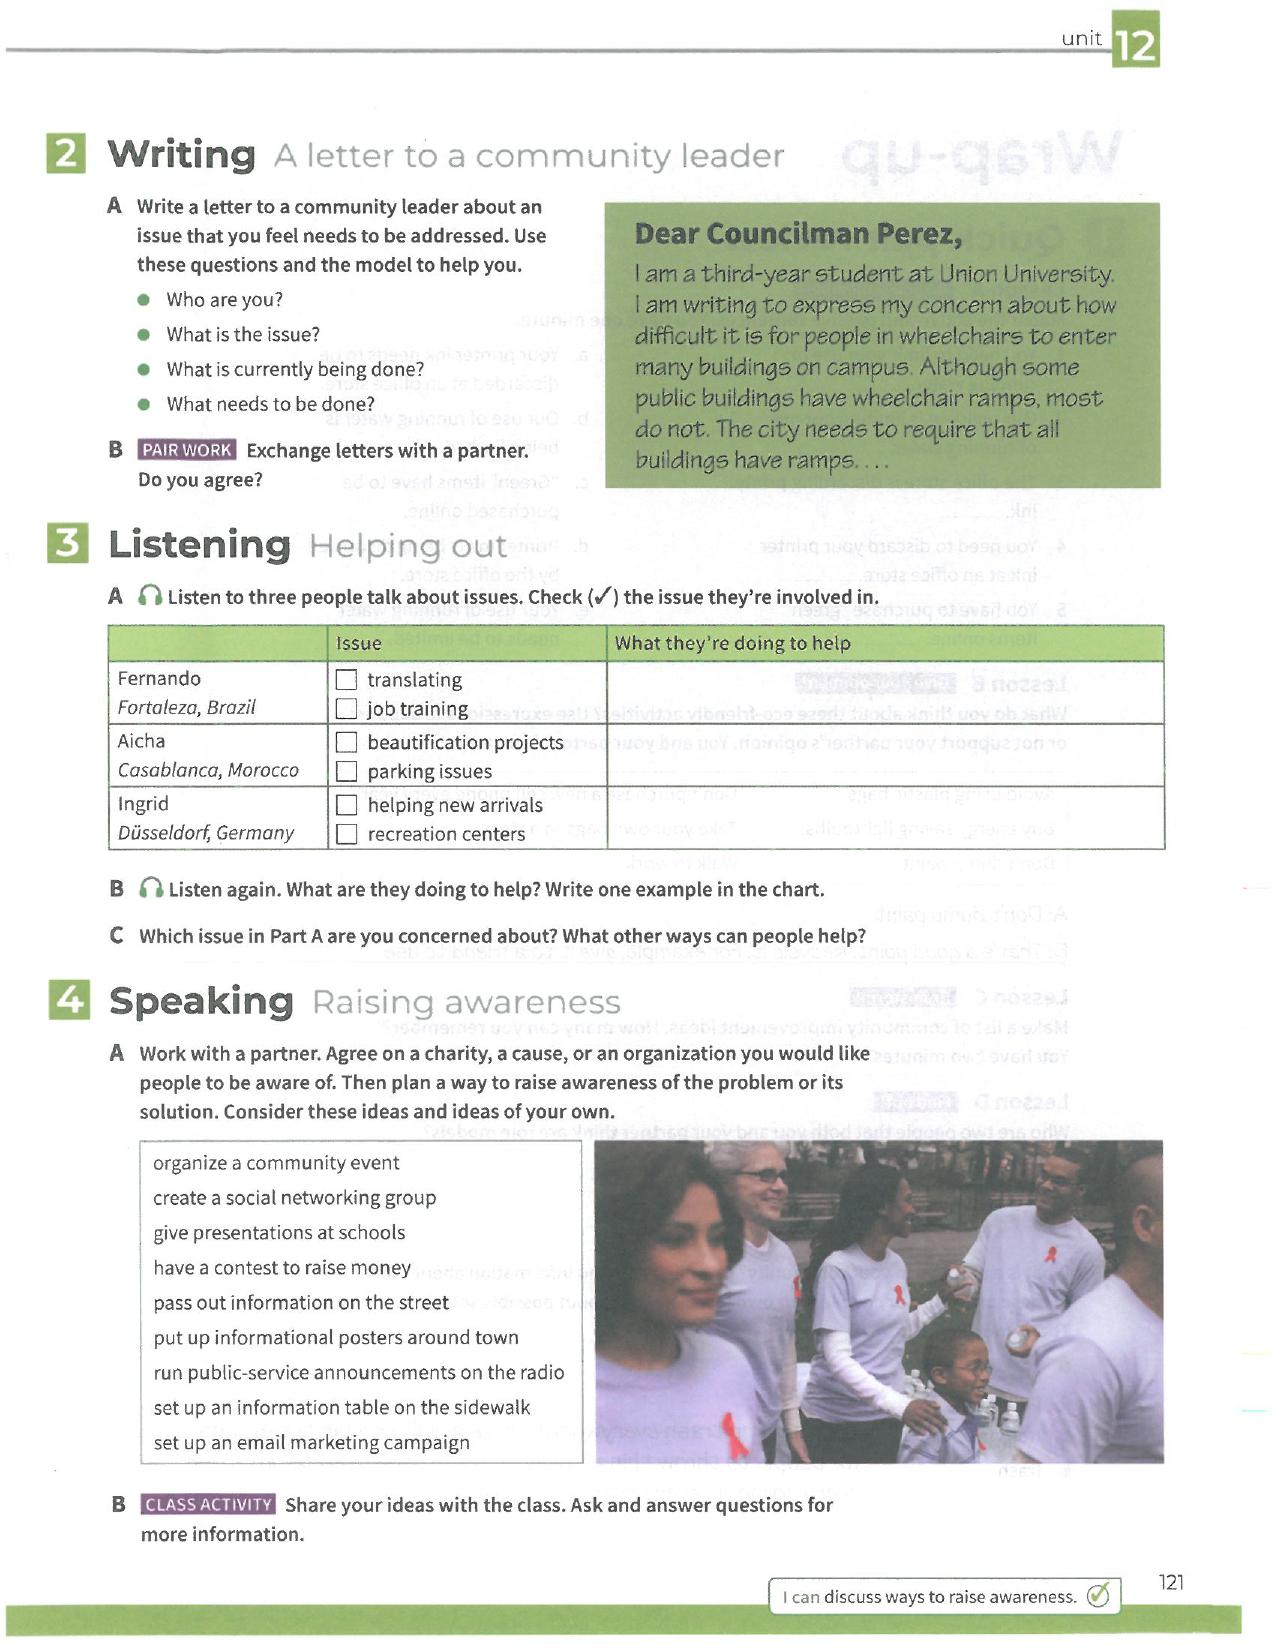 unit 12
2 Writing A letter to a community leader
A Write a letter to a community leader about an
issue that you feel needs to be addressed. Use
these questions and the model to help you.
• Who are you?
• What is the issue?
• What is currently being done?
• What needs to be done?
B PAIR WORK Exchange letters with a partner.
Do you agree?
Dear Councilman Perez,
I am a third-year student at Union University.
I am writing to express my concern about how
difficult it is for people in wheelchairs to enter
many buildings on campus. Although some
public buildings have wheelchair ramps, most
do not. The city needs to require that all
buildings have ramps. . . .
3 Listening Helping out
A Listen to three people talk about issues. Check (✓) the issue they're involved in.
Issue What they're doing to help
Fernando
Fortaleza, Brazil
translating
job training
Aicha
Casablanca, Morocco
beautification projects
parking issues
Ingrid
Düsseldorf, Germany
helping new arrivals
recreation centers
B Listen again. What are they doing to help? Write one example in the chart.
C Which issue in Part A are you concerned about? What other ways can people help?
4 Speaking Raising awareness
A Work with a partner. Agree on a charity, a cause, or an organization you would like
people to be aware of. Then plan a way to raise awareness of the problem or its
solution. Consider these ideas and ideas of your own.
organize a community event
create a social networking group
give presentations at schools
have a contest to raise money
pass out information on the street
put up informational posters around town
run public-service announcements on the radio
set up an information table on the sidewalk
set up an email marketing campaign
B CLASS ACTIVITY Share your ideas with the class. Ask and answer questions for
more information.
I can discuss ways to raise awareness.
121